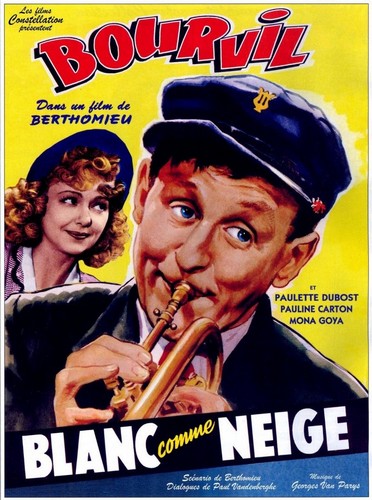 Les films
Constellation
présentent
BOURVIL
Dans un film de
BERTHOMIEU
ET
PAULETTE DUBOST
PAULINE CARTON
MONA GOYA
BLANC comme NEIGE
Scénario de Berthomieu
Dialogues de Paul Vandenberghe
Musique de
Georges Van Parys